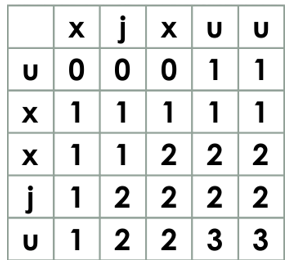 x j x u u
u 0 0 0 1 1
x 1 1 1 1 1
x 1 1 2 2 2
j 1 2 2 2 2
u 1 2 2 3 3